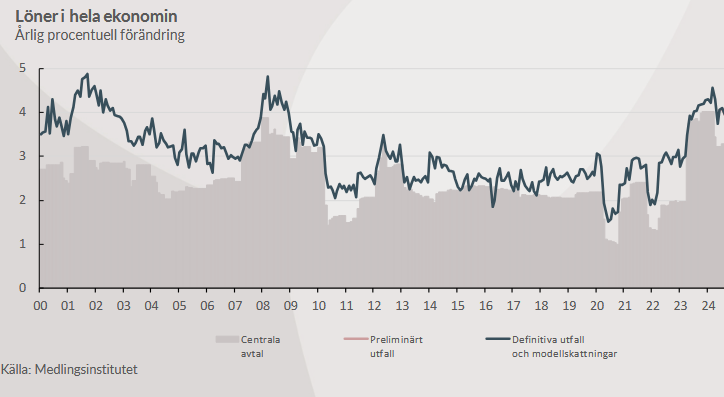 Löner i hela ekonomin
Årlig procentuell förändring
5
4
3
2
1
0
00 01 02 03 04 05 06 07 08 09 10 11 12 13 14 15 16 17 18 19 20 21 22 23 24
Centrala
avtal
Preliminärt
utfall
Definitiva utfall
och modellskattningar
Källa: Medlingsinstitutet